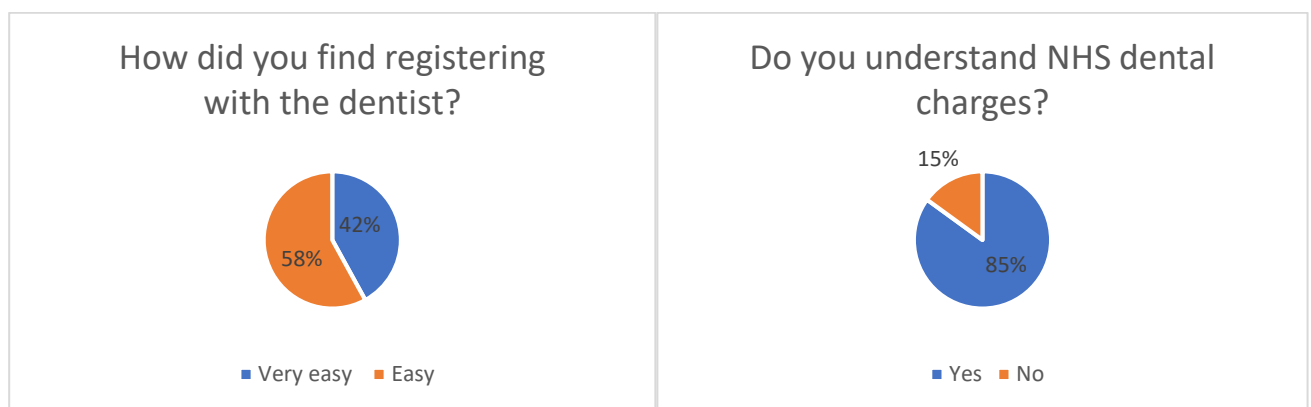 How did you find registering
with the dentist?
42%
58%
Very easy Easy
Do you understand NHS dental
charges?
15%
85%
Yes No